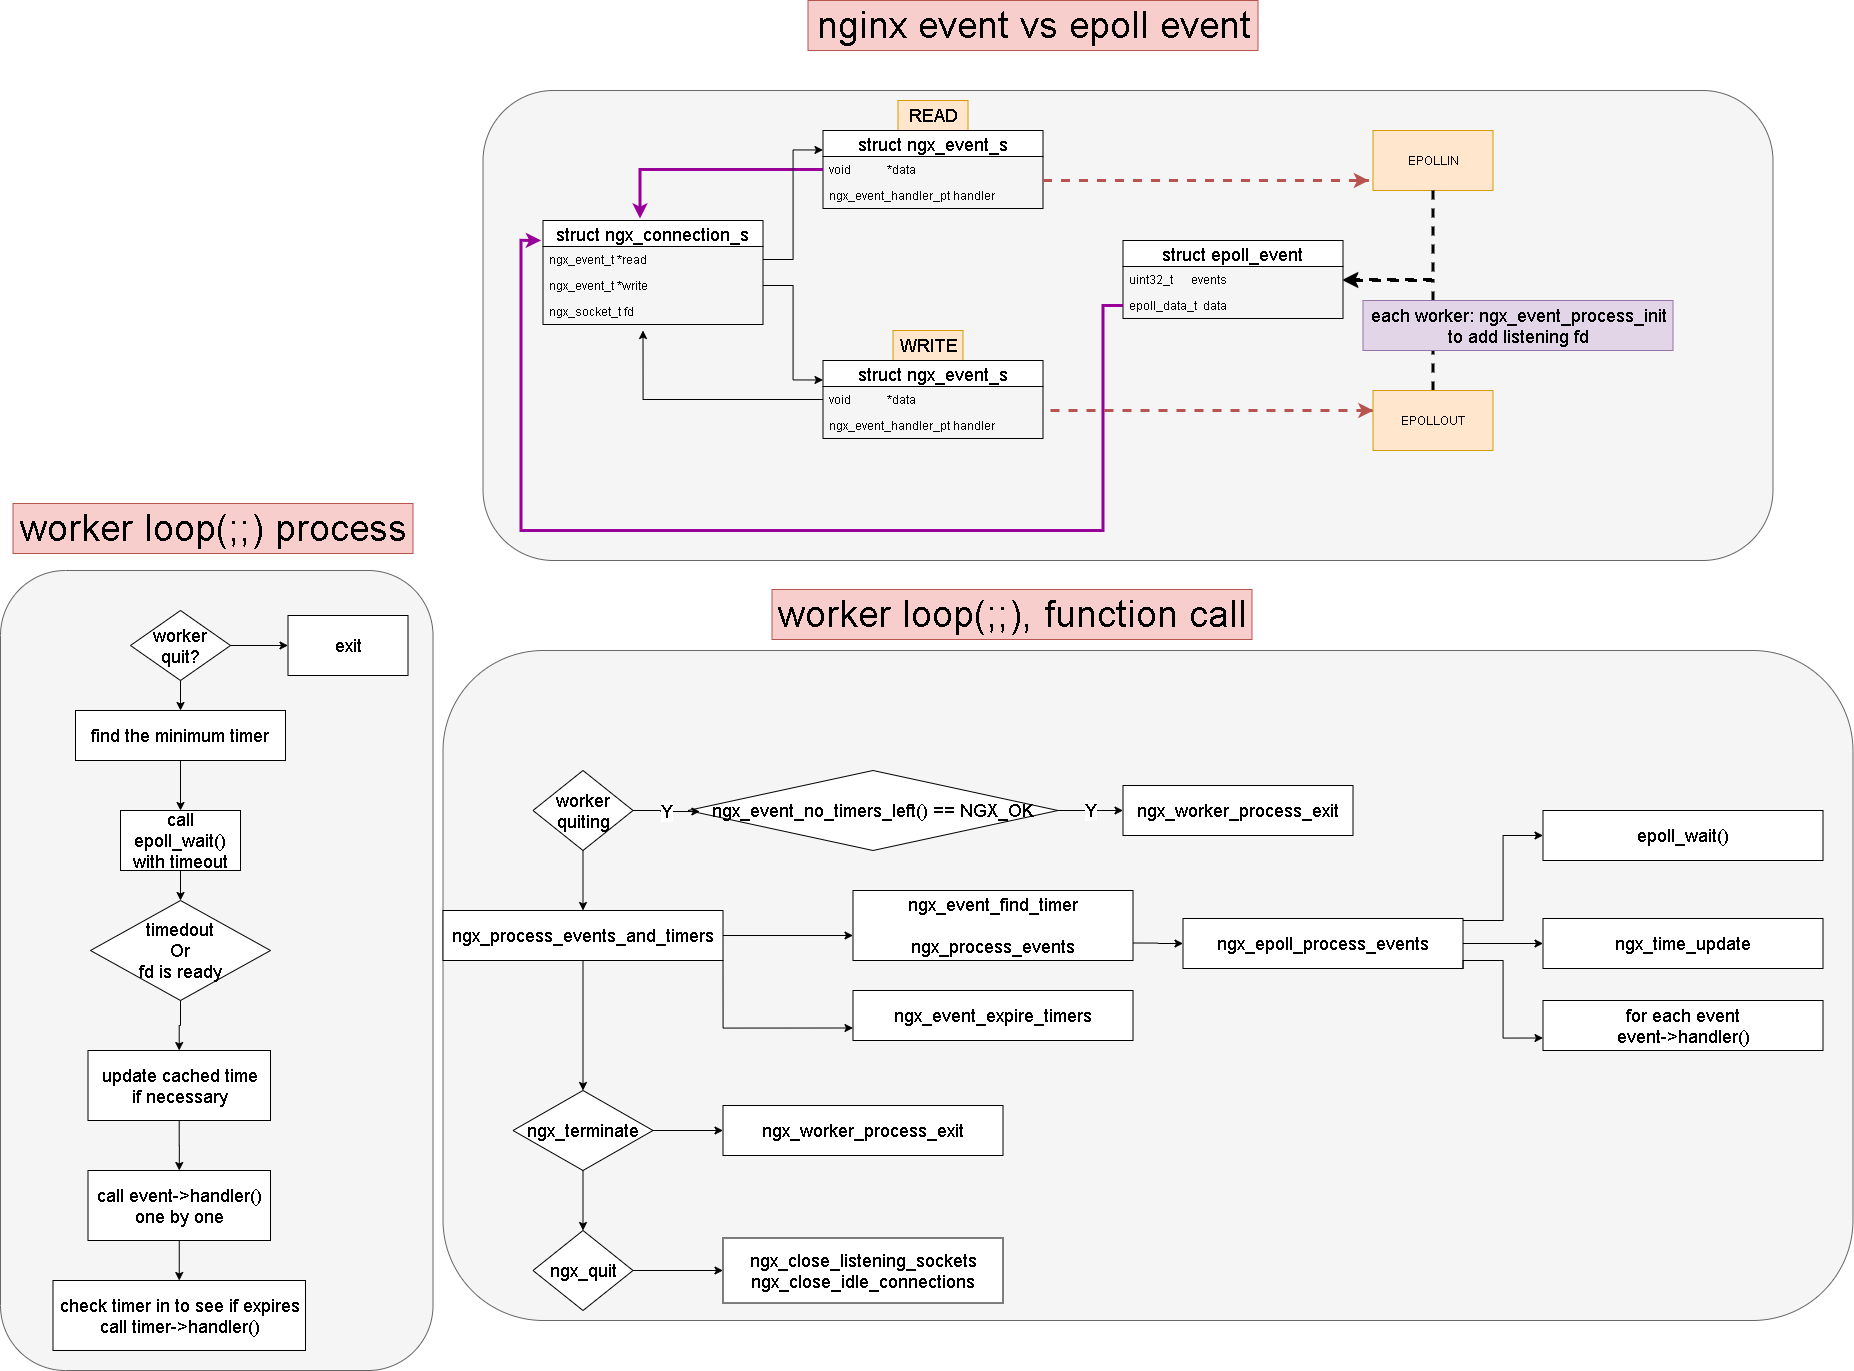 nginx event vs epoll event
READ
struct ngx_event_s
void *data
ngx_event_handler_pt handler
EPOLLIN
struct ngx_connection_s
ngx_event_t *read
ngx_event_t *write
ngx_socket_t fd
struct epoll_event
uint32_t events
epoll_data_t data
each worker: ngx_event_process_init
to add listening fd
WRITE
struct ngx_event_s
void *data
ngx_event_handler_pt handler
EPOLLOUT
worker loop(;;) process
worker
quit?
exit
find the minimum timer
call
epoll_wait()
with timeout
timedout
Or
fd is ready
update cached time
if necessary
call event->handler()
one by one
check timer in to see if expires
call timer->handler()
worker loop(;;), function call
worker
quiting
Y
ngx_event_no_timers_left() == NGX_OK
Y
ngx_worker_process_exit
ngx_process_events_and_timers
ngx_event_find_timer
ngx_process_events
ngx_epoll_process_events
epoll_wait()
ngx_time_update
for each event
event->handler()
ngx_event_expire_timers
ngx_terminate
ngx_worker_process_exit
ngx_quit
ngx_close_listening_sockets
ngx_close_idle_connections